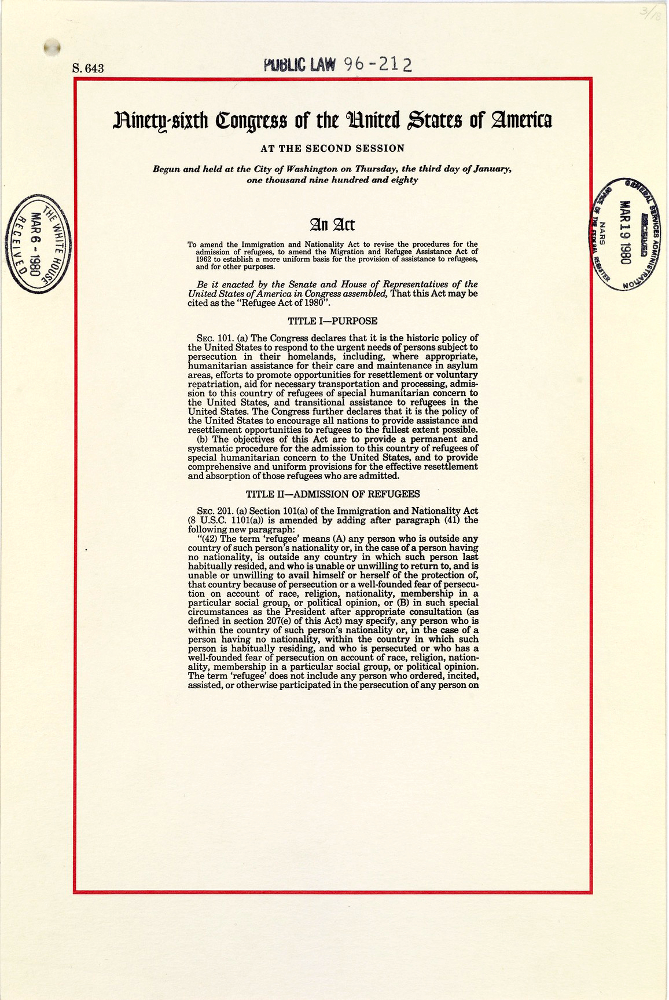 3/18
S. 643
PUBLIC LAW 96-212
Ninety-sixth Congress of the United States of America
AT THE SECOND SESSION
Begun and held at the City of Washington on Thursday, the third day of January,
one thousand nine hundred and eighty
THE WHITE HOUSE
MAR 6 - 1980
RECEIVED
GENERAL SERVICES ADMINISTRATION
RECEIVED
MAR 19 1980
NARS
OFFICE OF THE FEDERAL REGISTER
An Act
To amend the Immigration and Nationality Act to revise the procedures for the
admission of refugees, to amend the Migration and Refugee Assistance Act of
1962 to establish a more uniform basis for the provision of assistance to refugees,
and for other purposes.
Be it enacted by the Senate and House of Representatives of the
United States of America in Congress assembled, That this Act may be
cited as the “Refugee Act of 1980”.
TITLE I—PURPOSE
SEC. 101. (a) The Congress declares that it is the historic policy of
the United States to respond to the urgent needs of persons subject to
persecution in their homelands, including, where appropriate,
humanitarian assistance for their care and maintenance in asylum
areas, efforts to promote opportunities for resettlement or voluntary
repatriation, aid for necessary transportation and processing, admis-
sion to this country of refugees of special humanitarian concern to
the United States, and transitional assistance to refugees in the
United States. The Congress further declares that it is the policy of
the United States to encourage all nations to provide assistance and
resettlement opportunities to refugees to the fullest extent possible.
(b) The objectives of this Act are to provide a permanent and
systematic procedure for the admission to this country of refugees of
special humanitarian concern to the United States, and to provide
comprehensive and uniform provisions for the effective resettlement
and absorption of those refugees who are admitted.
TITLE II—ADMISSION OF REFUGEES
SEC. 201. (a) Section 101(a) of the Immigration and Nationality Act
(8 U.S.C. 1101(a)) is amended by adding after paragraph (41) the
following new paragraph:
“(42) The term ‘refugee’ means (A) any person who is outside any
country of such person’s nationality or, in the case of a person having
no nationality, is outside any country in which such person last
habitually resided, and who is unable or unwilling to return to, and is
unable or unwilling to avail himself or herself of the protection of,
that country because of persecution or a well-founded fear of persecu-
tion on account of race, religion, nationality, membership in a
particular social group, or political opinion, or (B) in such special
circumstances as the President after appropriate consultation (as
defined in section 207(e) of this Act) may specify, any person who is
within the country of such person’s nationality or, in the case of a
person having no nationality, within the country in which such
person is habitually residing, and who is persecuted or who has a
well-founded fear of persecution on account of race, religion, nation-
ality, membership in a particular social group, or political opinion.
The term ‘refugee’ does not include any person who ordered, incited,
assisted, or otherwise participated in the persecution of any person on